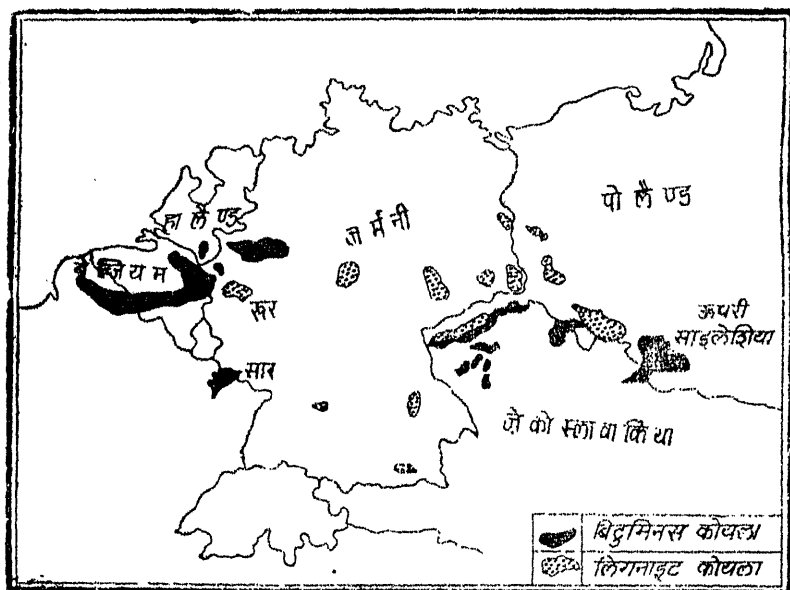 हालैण्ड
पोलैण्ड
जर्मनी
रूर
ऊपरी
साइलेशिया
सार
जेकोस्लावाकिया
बिटुमिनस कोयला
लिगनाइट कोयला